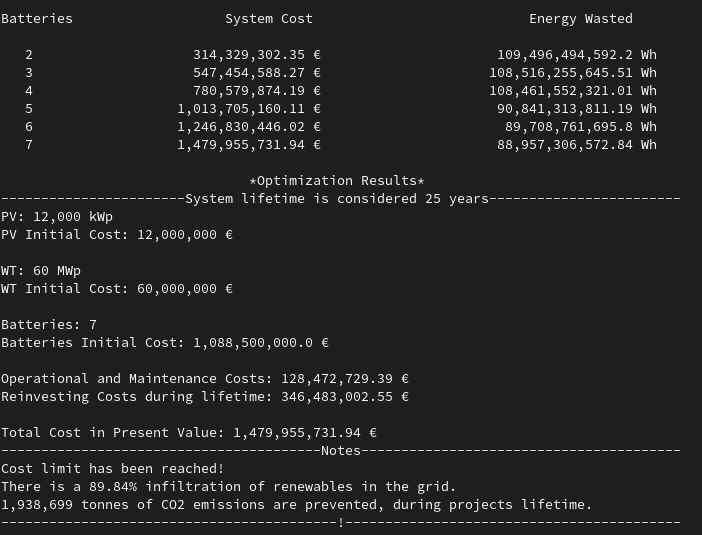 Batteries System Cost Energy Wasted
2 314,329,302.35 € 109,496,494,592.2 Wh
3 547,454,588.27 € 108,516,255,645.51 Wh
4 780,579,874.19 € 108,461,552,321.01 Wh
5 1,013,705,160.11 € 90,841,313,811.19 Wh
6 1,246,830,446.02 € 89,708,761,695.8 Wh
7 1,479,955,731.94 € 88,957,306,572.84 Wh
*Optimization Results*
-----------------------System lifetime is considered 25 years------------------------
PV: 12,000 kWp
PV Initial Cost: 12,000,000 €
WT: 60 MWp
WT Initial Cost: 60,000,000 €
Batteries: 7
Batteries Initial Cost: 1,088,500,000.0 €
Operational and Maintenance Costs: 128,472,729.39 €
Reinvesting Costs during lifetime: 346,483,002.55 €
Total Cost in Present Value: 1,479,955,731.94 €
----------------------------------------Notes----------------------------------------
Cost limit has been reached!
There is a 89.84% infiltration of renewables in the grid.
1,938,699 tonnes of CO2 emissions are prevented, during projects lifetime.
------------------------------------------!------------------------------------------